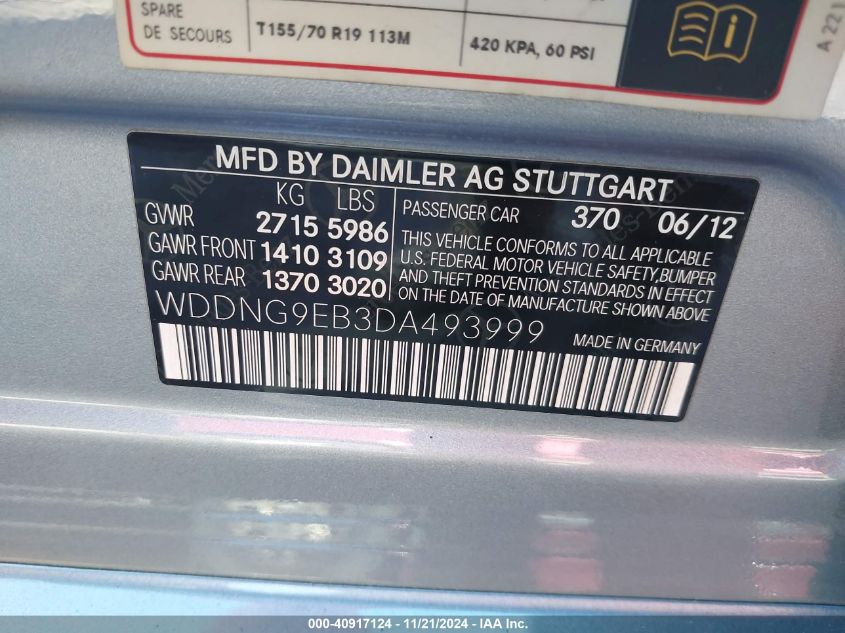 SPARE
DE SECOURS
T155/70 R19 113M
420 KPA, 60 PSI
A 221
MFD BY DAIMLER AG STUTTGART
KG LBS
GVWR 2715 5986
GAWR FRONT 1410 3109
GAWR REAR 1370 3020
PASSENGER CAR 370 06/12
THIS VEHICLE CONFORMS TO ALL APPLICABLE
U.S. FEDERAL MOTOR VEHICLE SAFETY, BUMPER
AND THEFT PREVENTION STANDARDS IN EFFECT
ON THE DATE OF MANUFACTURE SHOWN ABOVE
WDDNG9EB3DA493999
MADE IN GERMANY
000-40917124 - 11/21/2024 - IAA Inc.